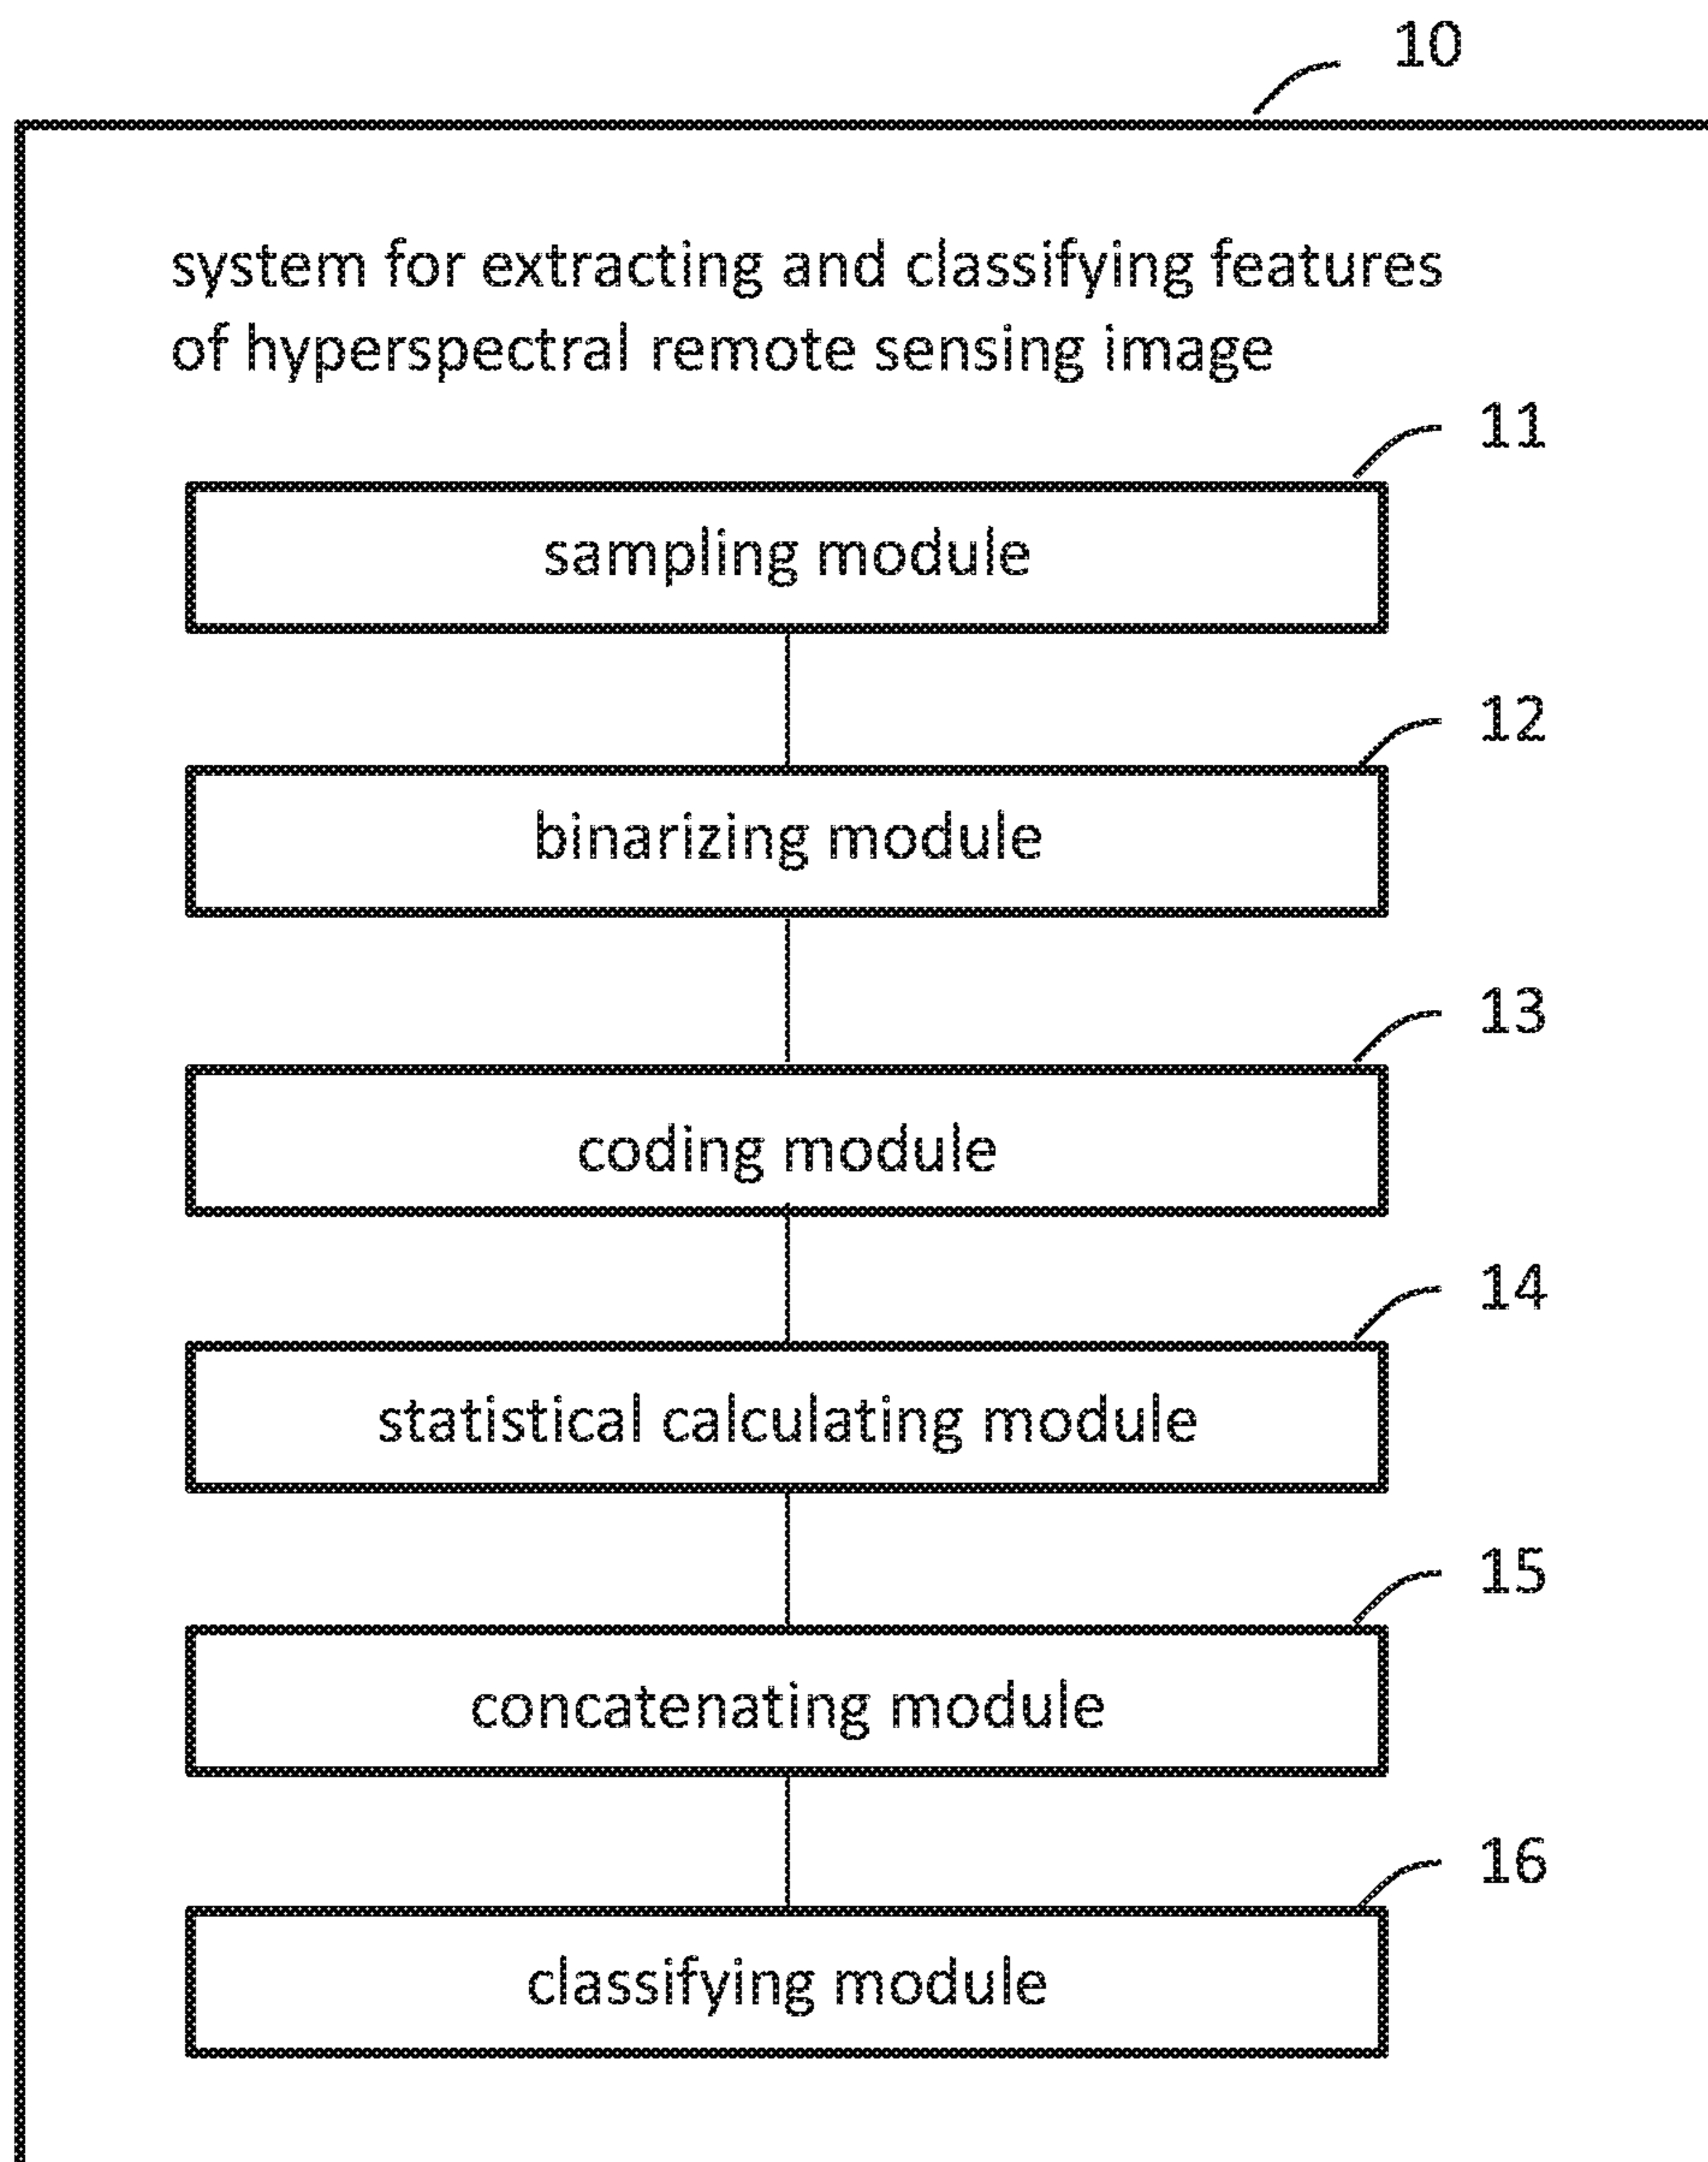 10
system for extracting and classifying features
of hyperspectral remote sensing image
11
sampling module
12
binarizing module
13
coding module
14
statistical calculating module
15
concatenating module
16
classifying module